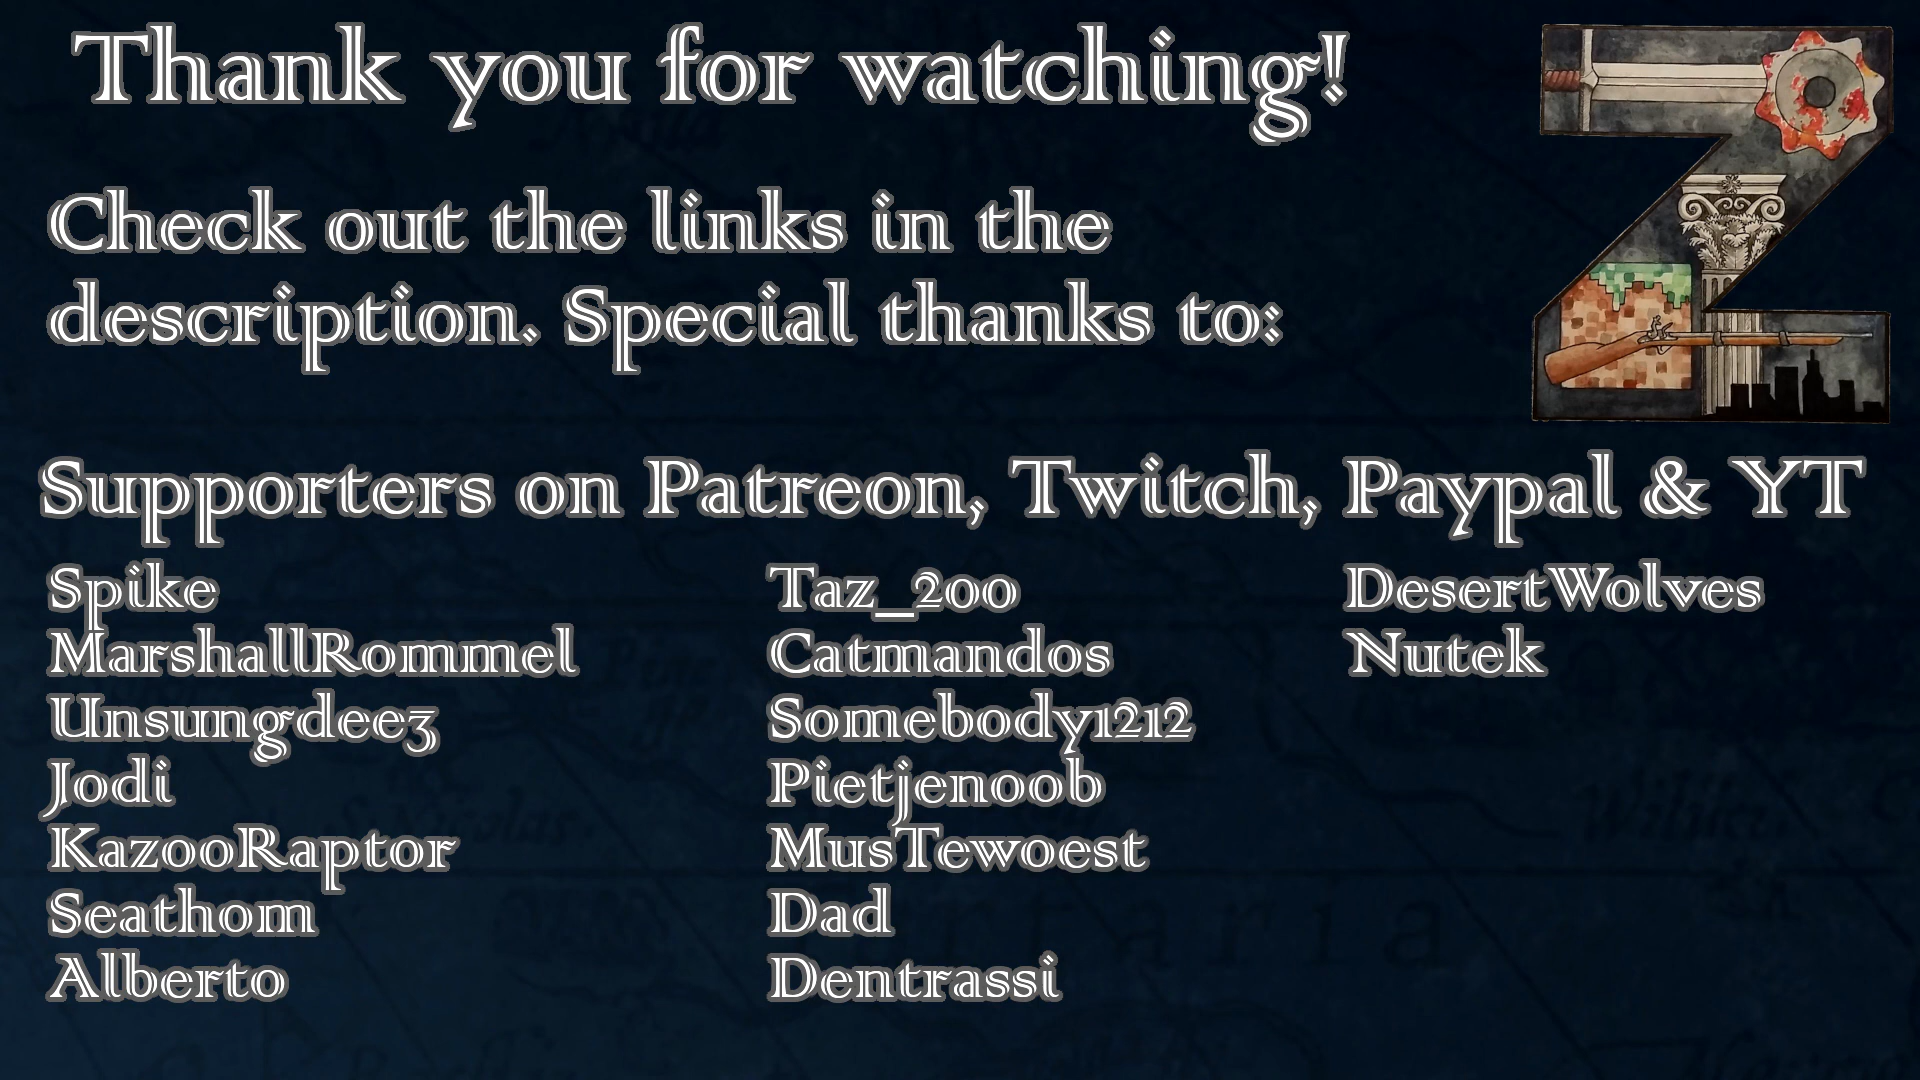 Thank you for watching!
Check out the links in the
description. Special thanks to:
Supporters on Patreon, Twitch, Paypal & YT
Spike
MarshallRommel
Unsungdee3
Jodi
KazooRaptor
Seathom
Alberto
Taz_200
Catmandos
Somebody1212
Pietjenoob
MusTewoest
Dad
Dentrassi
DesertWolves
Nutek